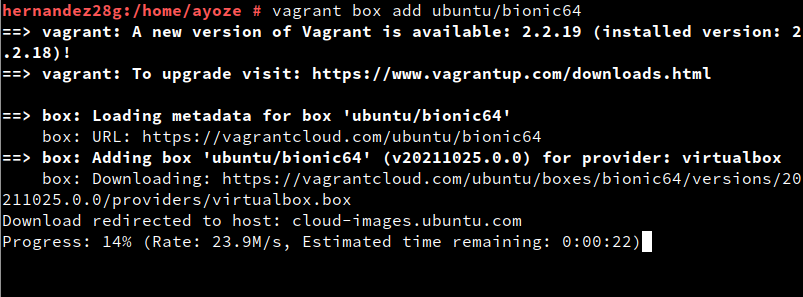 hernandez28g:/home/ayoze # vagrant box add ubuntu/bionic64
==> vagrant: A new version of Vagrant is available: 2.2.19 (installed version: 2
.2.18)!
==> vagrant: To upgrade visit: https://www.vagrantup.com/downloads.html

==> box: Loading metadata for box 'ubuntu/bionic64'
    box: URL: https://vagrantcloud.com/ubuntu/bionic64
==> box: Adding box 'ubuntu/bionic64' (v20211025.0.0) for provider: virtualbox
    box: Downloading: https://vagrantcloud.com/ubuntu/boxes/bionic64/versions/20
211025.0.0/providers/virtualbox.box
Download redirected to host: cloud-images.ubuntu.com
Progress: 14% (Rate: 23.9M/s, Estimated time remaining: 0:00:22)